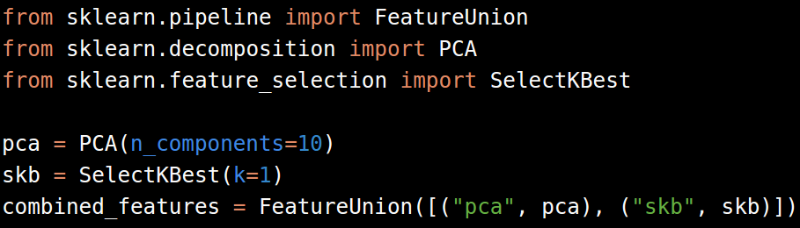 from sklearn.pipeline import FeatureUnion
from sklearn.decomposition import PCA
from sklearn.feature_selection import SelectKBest
pca = PCA(n_components=10)
skb = SelectKBest(k=1)
combined_features = FeatureUnion([("pca", pca), ("skb", skb)])